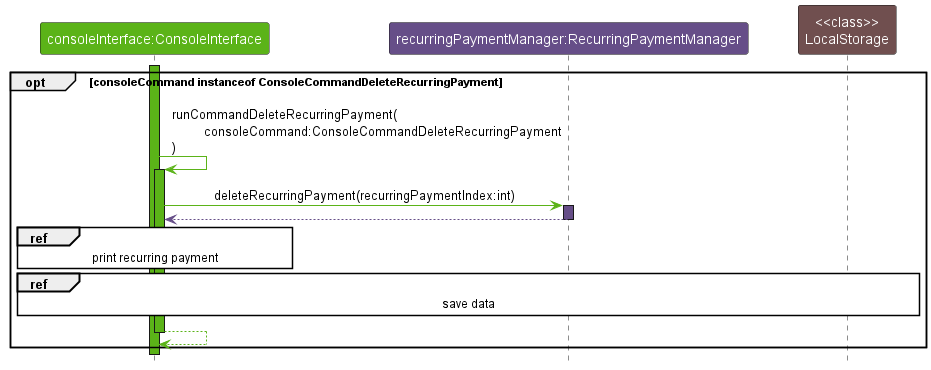 <<class>>
consoleInterface:ConsoleInterface
recurringPaymentManager:RecurringPaymentManager
LocalStorage
opt
[consoleCommand instanceof ConsoleCommandDeleteRecurringPayment]
runCommandDeleteRecurringPayment(
consoleCommand:ConsoleCommandDeleteRecurringPayment
)
deleteRecurringPayment(recurringPaymentIndex:int)
ref
print recurring payment
ref
save data